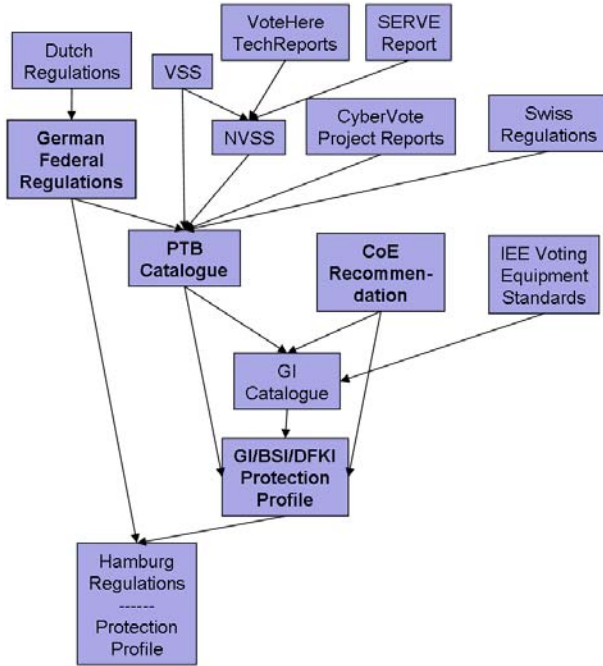 VoteHere
TechReports
SERVE
Report
Dutch
Regulations
VSS
CyberVote
Project Reports
Swiss
Regulations
German
Federal
Regulations
NVSS
PTB
Catalogue
CoE
Recommen-
dation
IEE Voting
Equipment
Standards
GI
Catalogue
GI/BSI/DFKI
Protection
Profile
Hamburg
Regulations
------
Protection
Profile